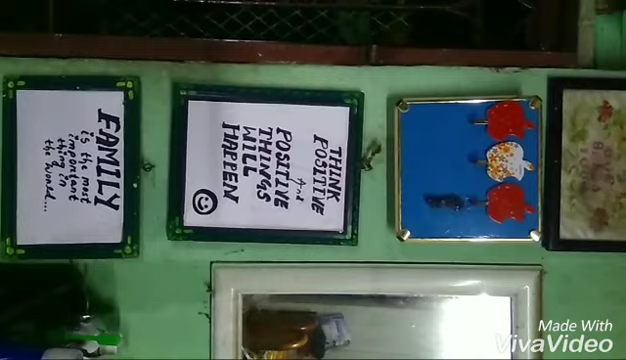 FAMILY
is the most
important
thing in
the world...
THINK
POSITIVE
And
POSITIVE
THINGS
WILL
HAPPEN
Made With
VivaVideo